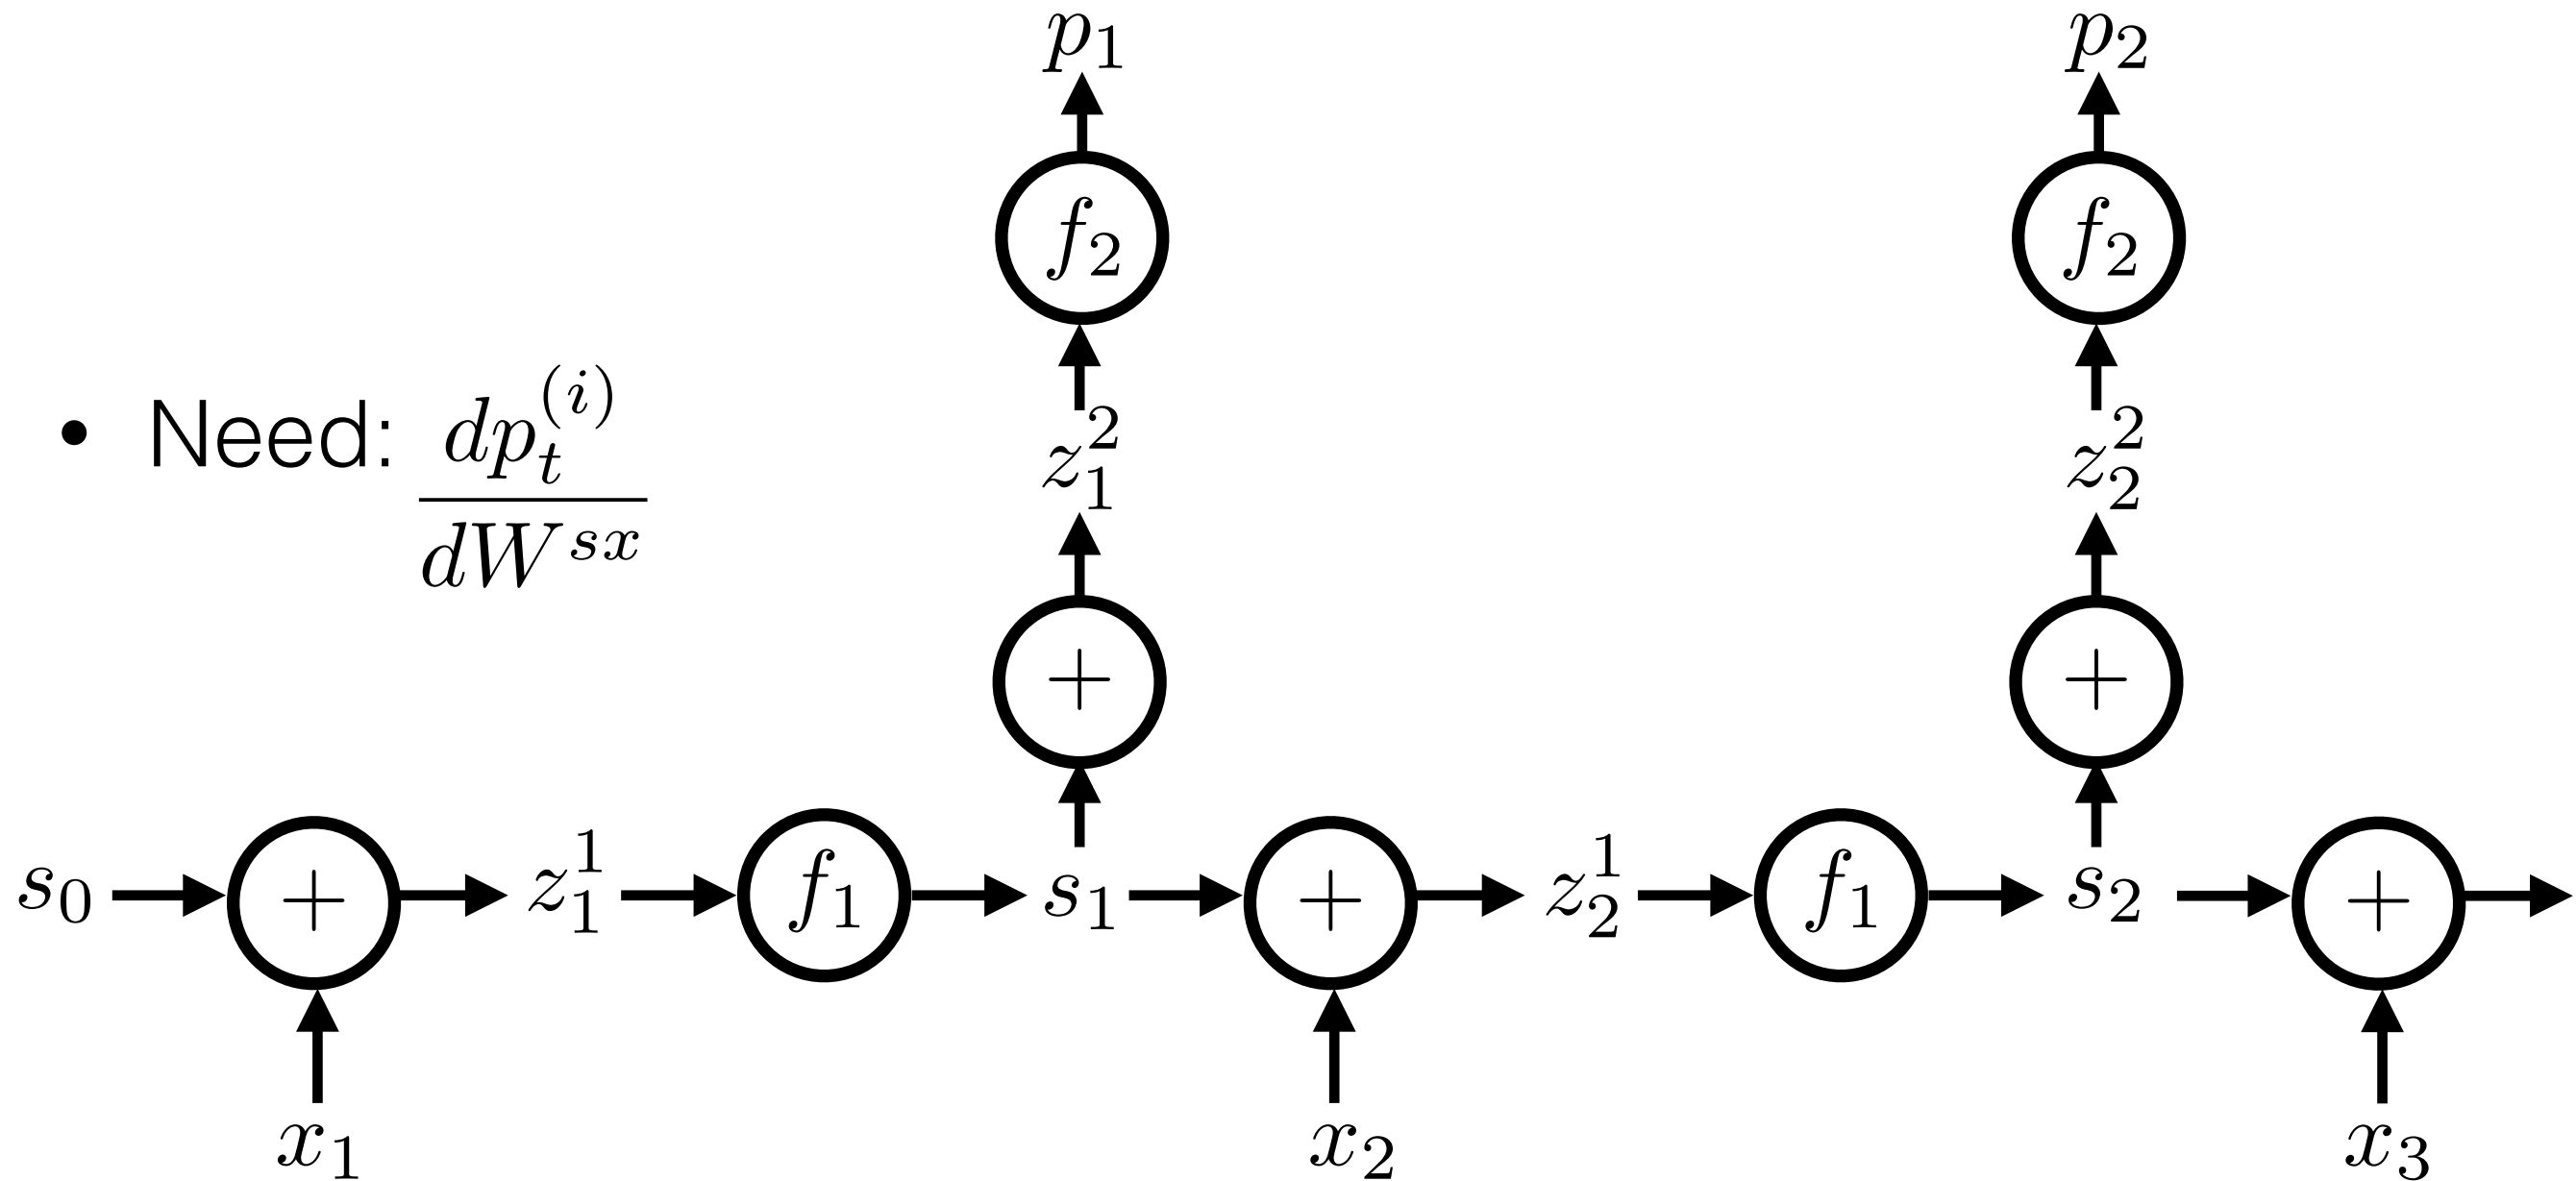 p_1 p_2
f_2 f_2
• Need: \frac{dp_t^{(i)}}{dW^{sx}}
z_1^2 z_2^2
+ +
s_0 + z_1^1 f_1 s_1 + z_2^1 f_1 s_2 +
x_1 x_2 x_3